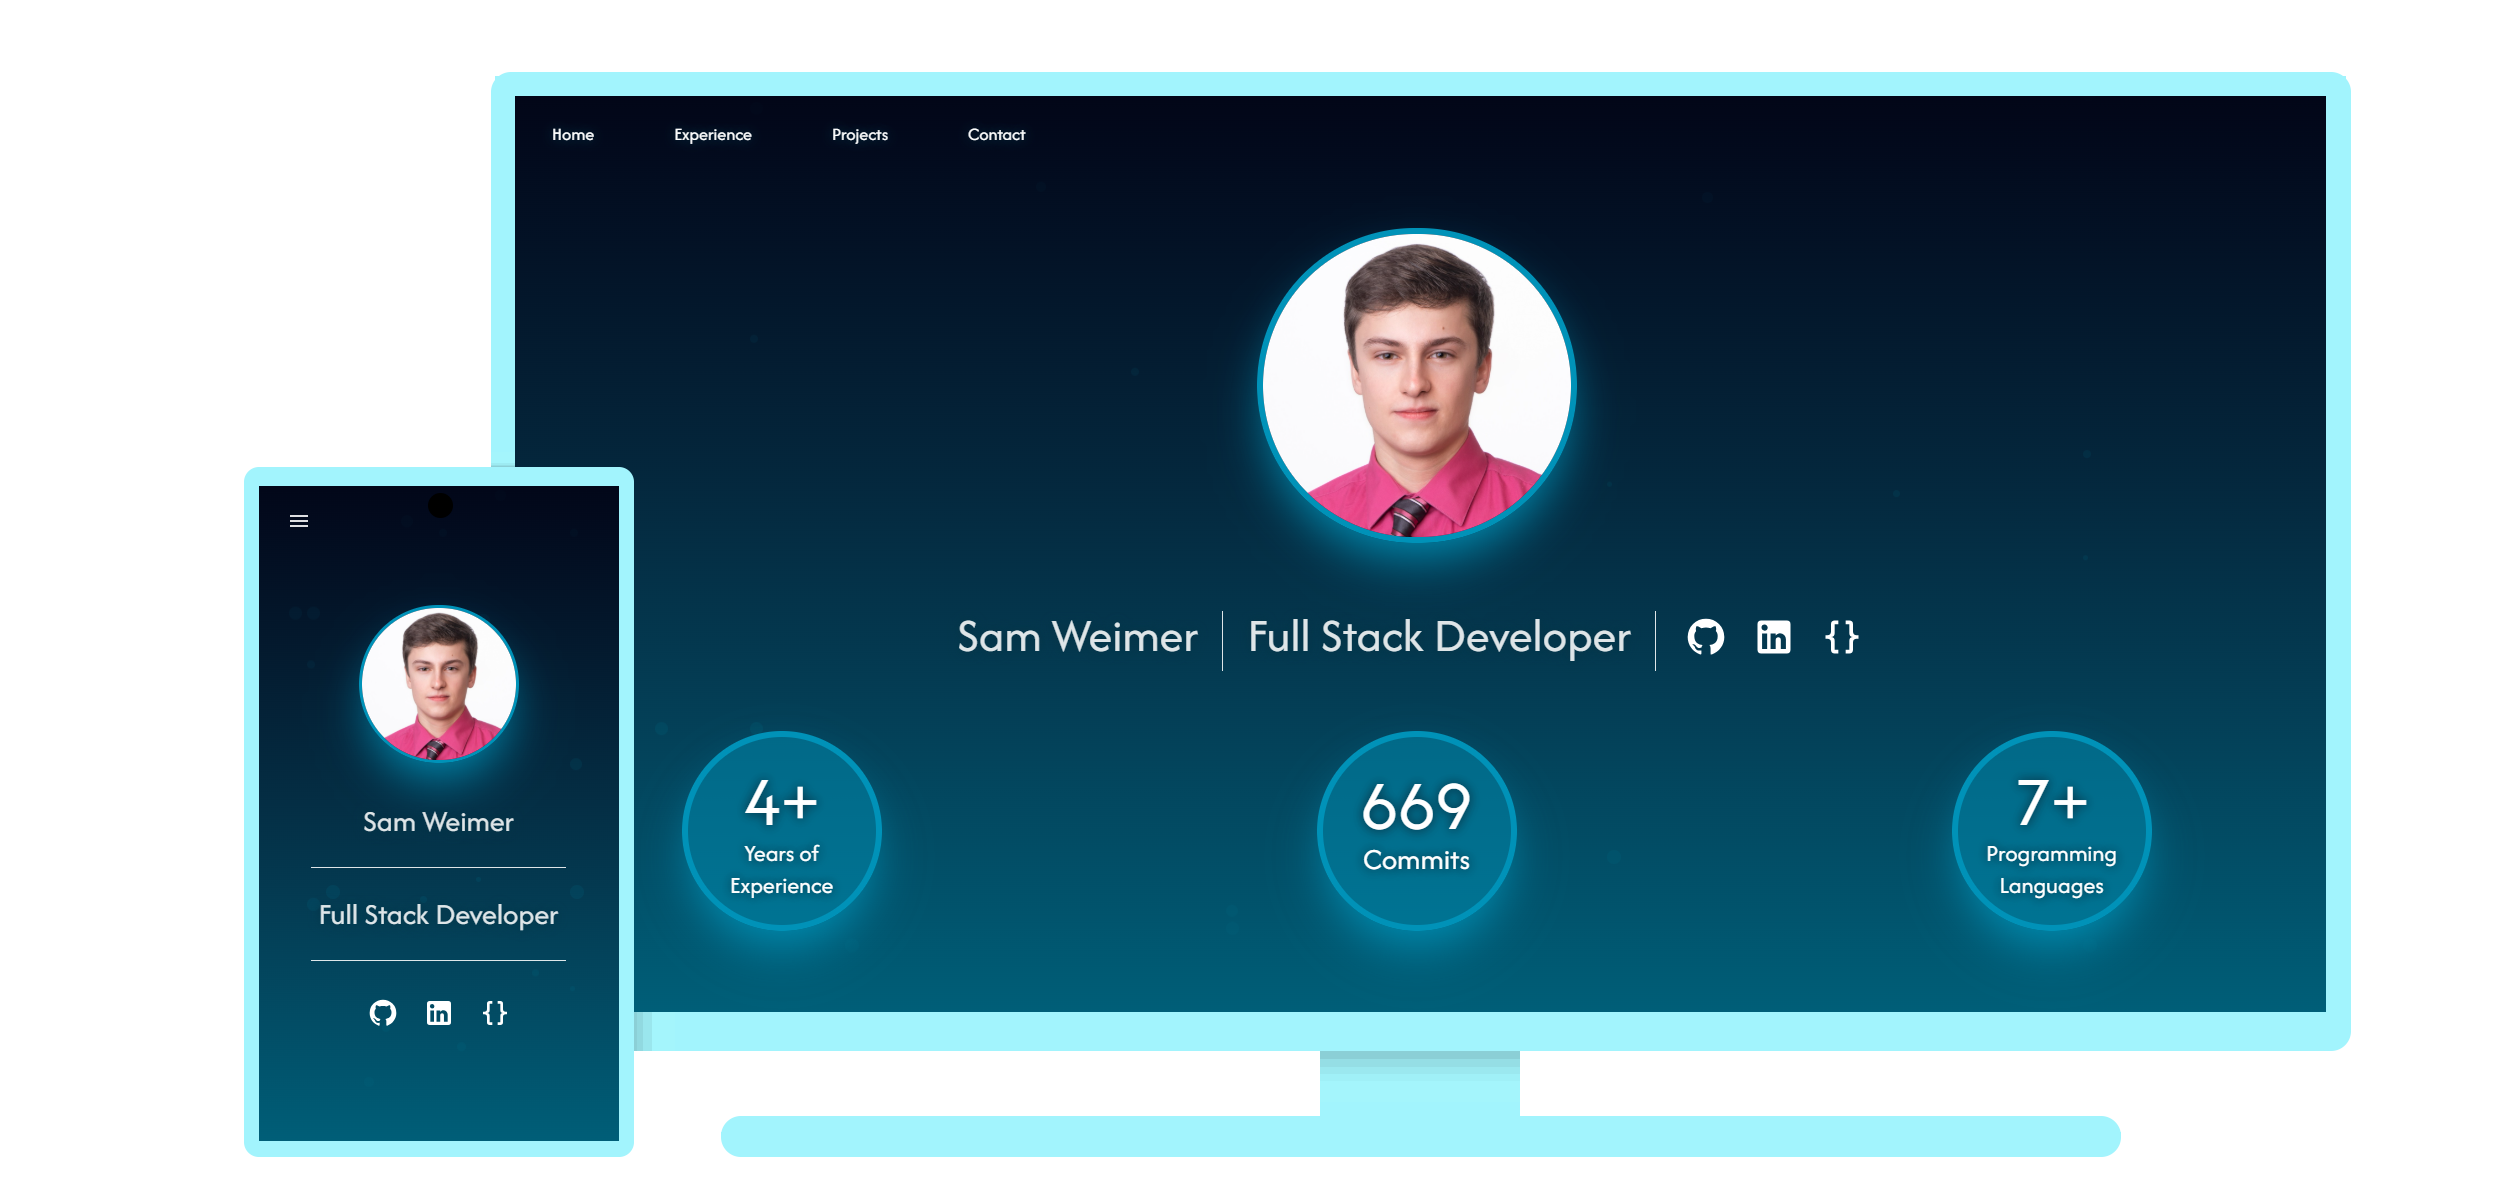 Home Experience Projects Contact
Sam Weimer Full Stack Developer
4+
Years of
Experience
669
Commits
7+
Programming
Languages
Sam Weimer
Full Stack Developer